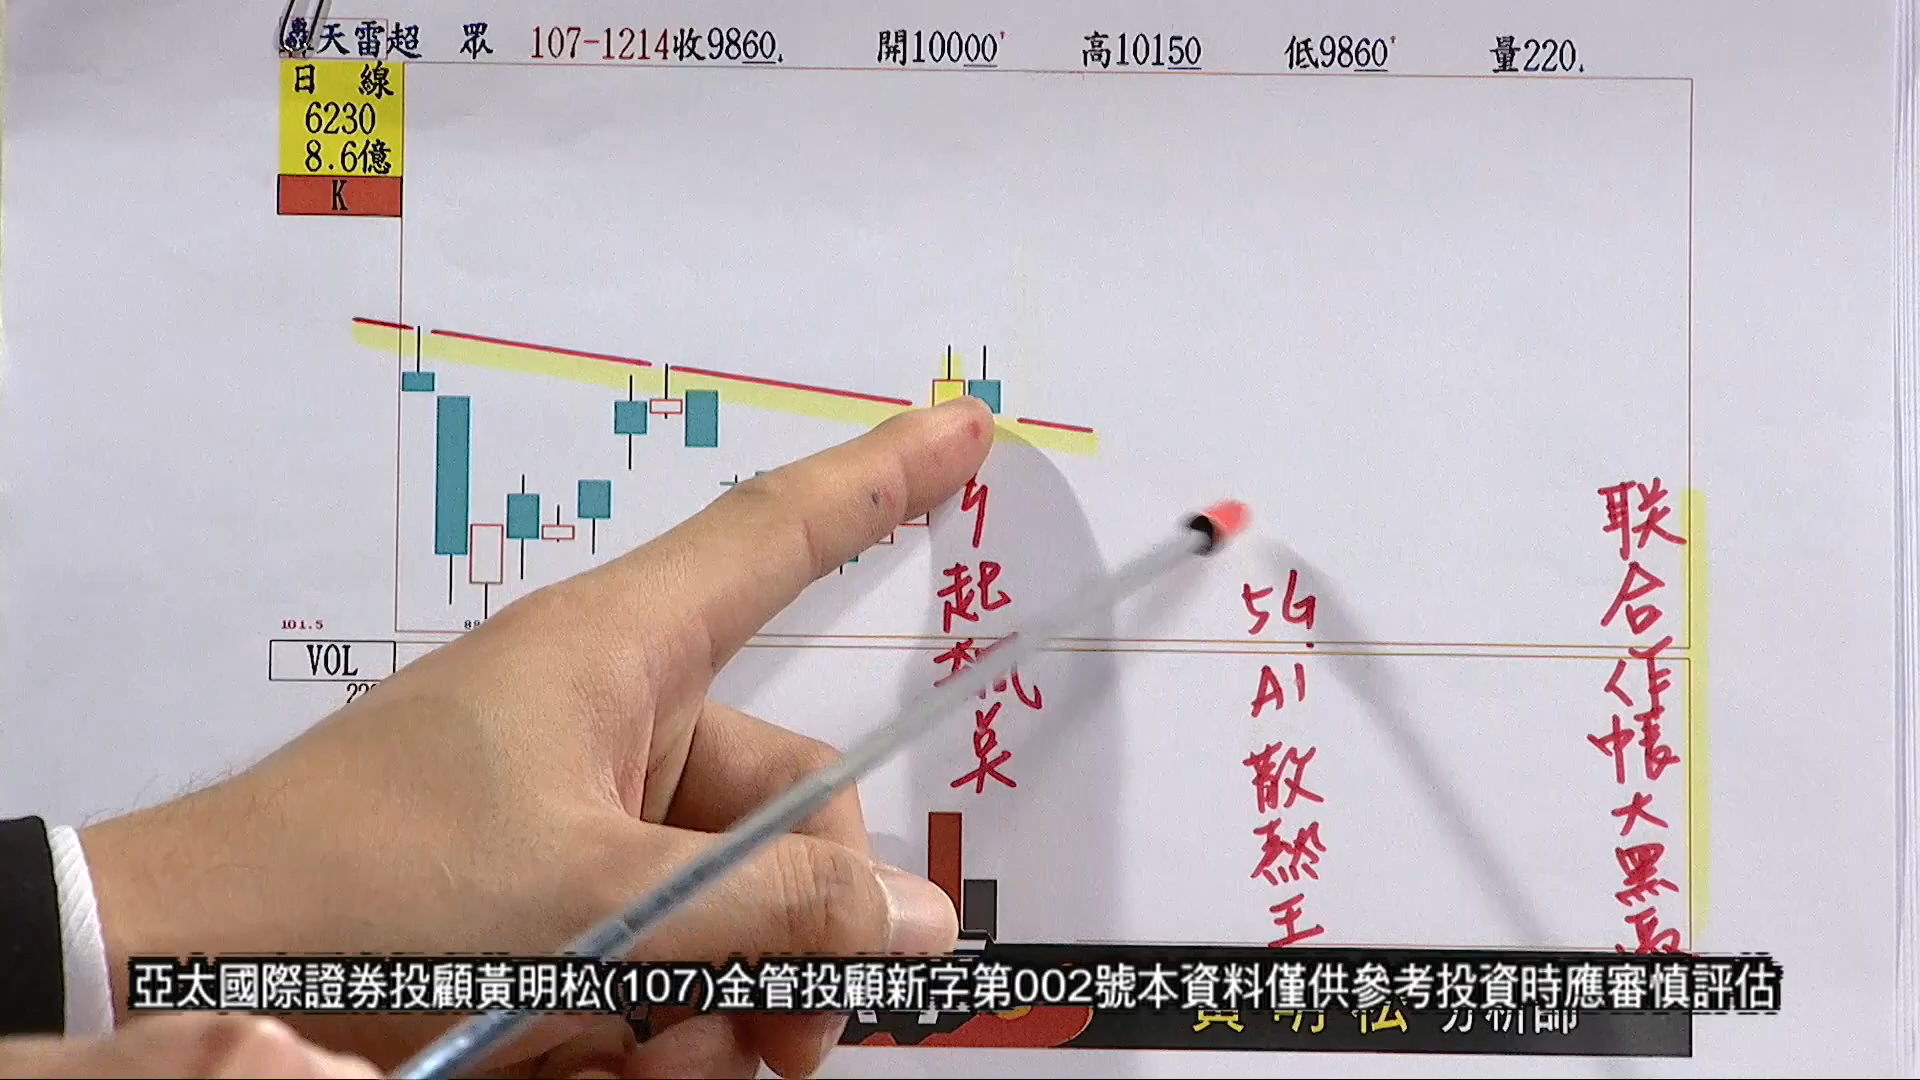 天雷超 眾 107-1214收9860. 開10000 高10150 低9860 量220.
日 線
6230
8.6億
K
101.5
VOL
起
5G.
AI
散
熱
王
联
合
作
帳
大
黑
馬
亞太國際證券投顧黃明松(107)金管投顧新字第002號本資料僅供參考投資時應審慎評估
黃明松 分析師